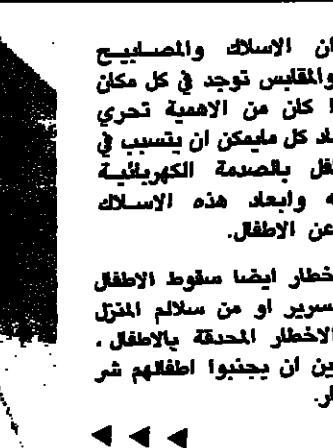 ان الاسلاك والمصابيح
والمقابس توجد في كل مكان
ا كان من الاهمية تحري
اد كل مايمكن ان يتسبب في
فل بالصدمة الكهربائية
ه وابعاد هذه الاسلاك
عن الاطفال.
خطار ايضا سقوط الاطفال
سرير او من سلالم المنزل
الاخطار المحدقة بالاطفال .
ين ان يجنبوا اطفالهم شر
ار.